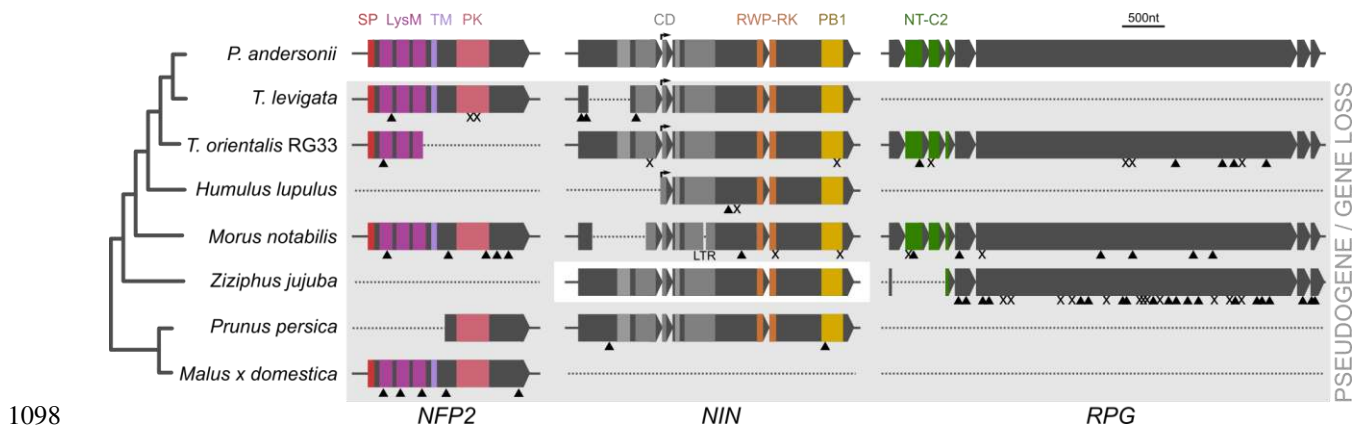 SP LysM TM PK CD RWP-RK PB1 NT-C2 500nt
P. andersonii
T. levigata
X X
T. orientalis RG33
X X X X X X
Humulus lupulus
X
Morus notabilis
LTR X X X X
Ziziphus jujuba
X X X X X X X X X X
Prunus persica
Malus x domestica
PSEUDOGENE / GENE LOSS
1098 NFP2 NIN RPG